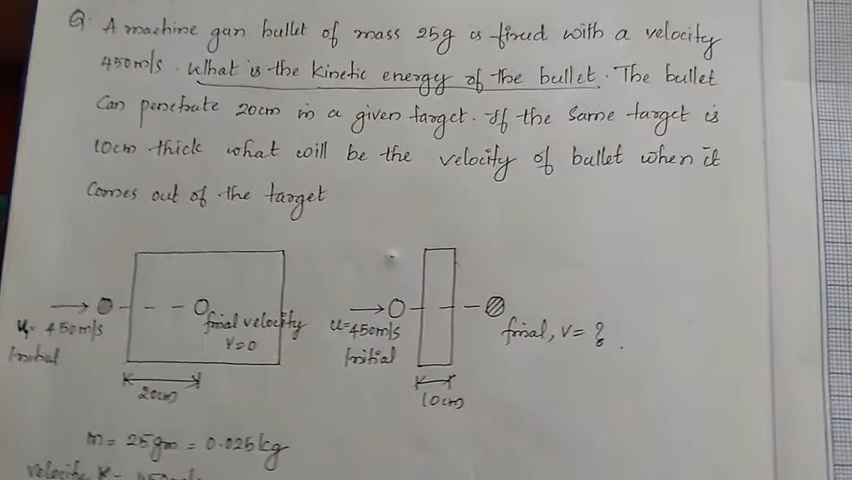 Q: A machine gun bullet of mass 25g is fired with a velocity
450m/s. What is the kinetic energy of the bullet. The bullet
Can penetrate 20cm in a given target. If the same target is
10cm thick what will be the velocity of bullet when it
Comes out of the target
u= 450m/s
Initial
final velocity
V=0
20cm
u=450m/s
Initial
final, v= ?
10cm
m= 25gm = 0.025kg